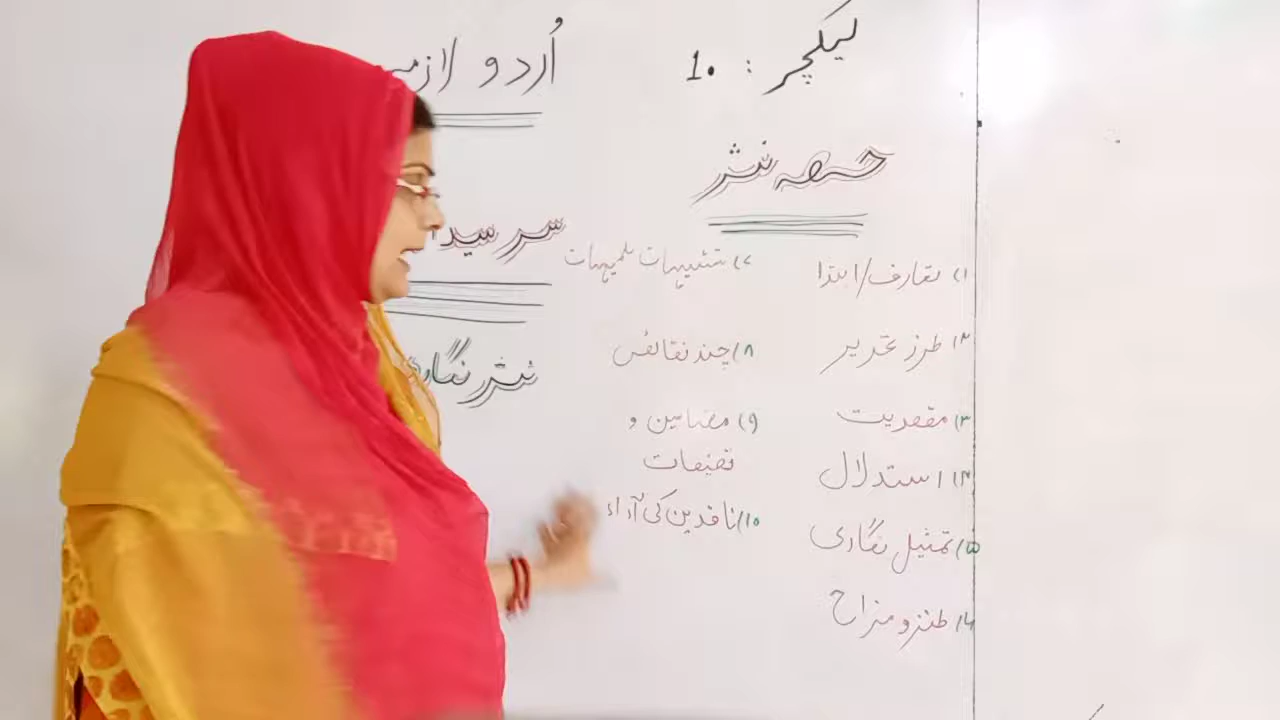 لیکچر : 10
اُردو لازمی
حصہ نثر
سر سید
نثر نگاری
۱) تعارف/ابتدا
۲) طرز تحریر
۳) مقصدیت
۴) استدلال
۵) تمثیل نگاری
۶) طنز و مزاح
۷) تشبیہات تلمیہات
۸) چند نقائص
۹) مضامین و
تصنیفات
۱۰) ناقدین کی آراء